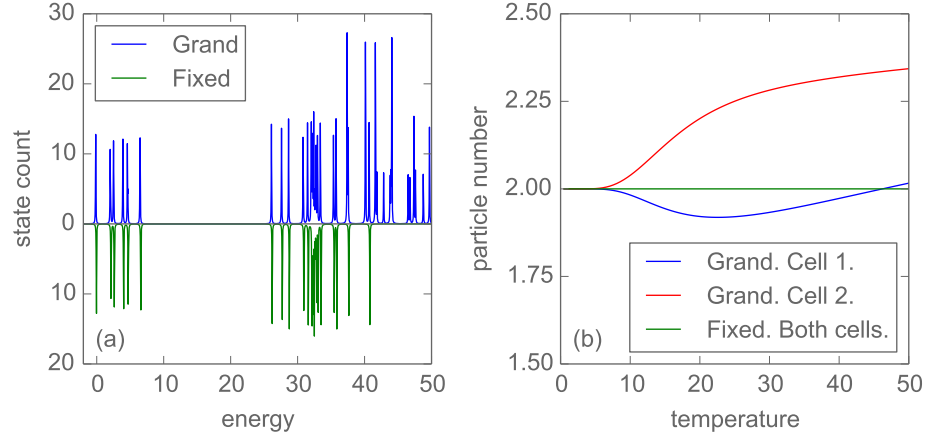 30
20
10
0
10
20
state count
Grand
Fixed
(a)
0 10 20 30 40 50
energy
2.50
2.25
2.00
1.75
1.50
particle number
Grand. Cell 1.
Grand. Cell 2.
Fixed. Both cells.
(b)
0 10 20 30 40 50
temperature